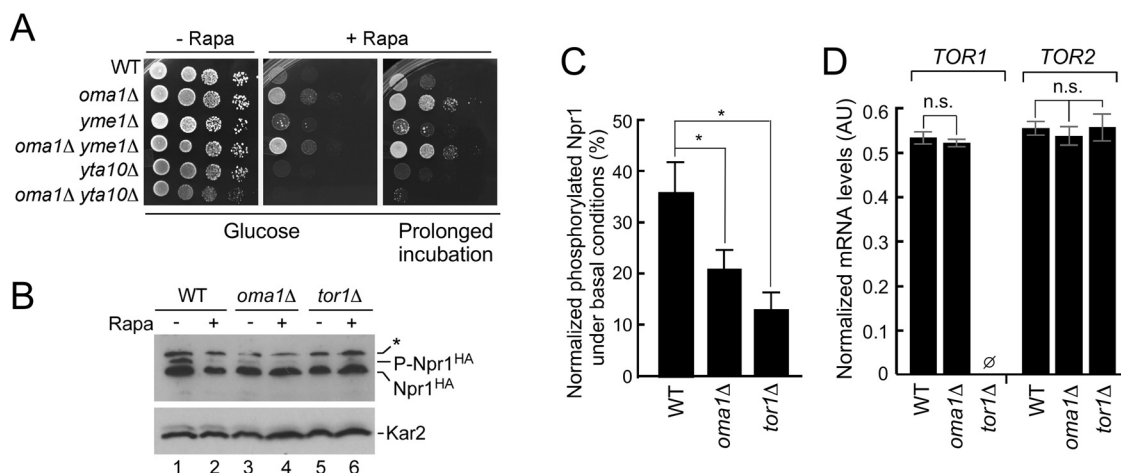 A
- Rapa
+ Rapa
WT
oma1Δ
yme1Δ
oma1Δ yme1Δ
yta10Δ
oma1Δ yta10Δ
Glucose
Prolonged
incubation
B
WT
oma1Δ
tor1Δ
Rapa
-
+
-
+
-
+
*
P-Npr1HA
Npr1HA
Kar2
1
2
3
4
5
6
C
Normalized phosphorylated Npr1
under basal conditions (%)
50
40
30
20
10
0
*
*
WT
oma1Δ
tor1Δ
D
TOR1
TOR2
Normalized mRNA levels (AU)
0.6
0.5
0.4
0.3
0.2
0.1
0
n.s.
n.s.
∅
WT
oma1Δ
tor1Δ
WT
oma1Δ
tor1Δ